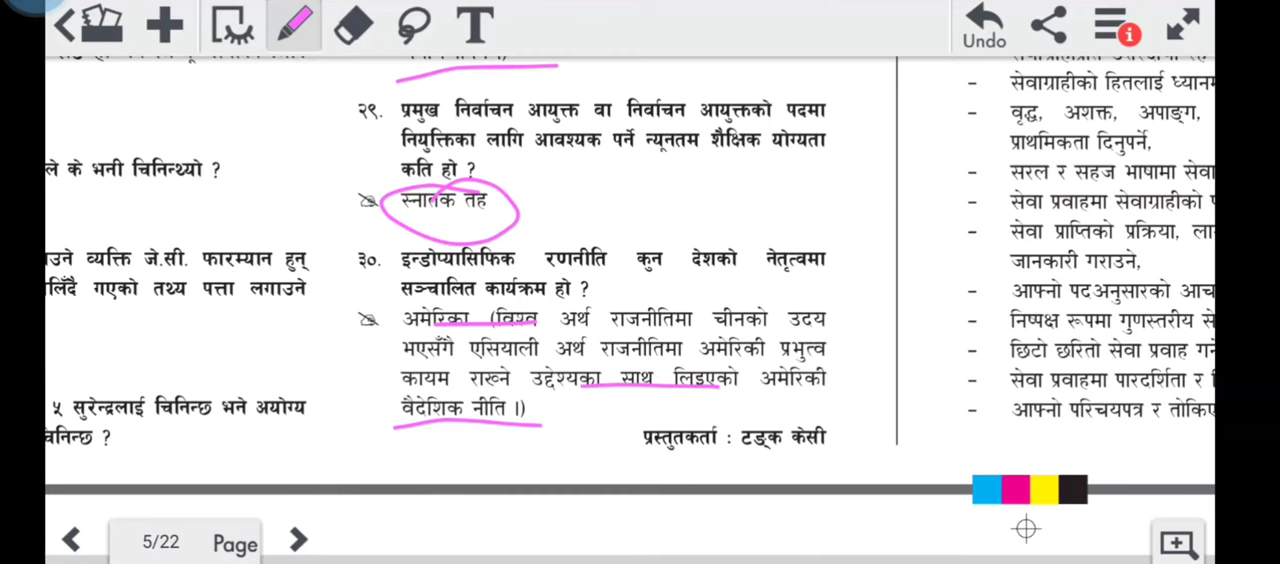 Undo
i
२९. प्रमुख निर्वाचन आयुक्त वा निर्वाचन आयुक्तको पदमा
नियुक्तिका लागि आवश्यक पर्ने न्यूनतम शैक्षिक योग्यता
कति हो ?
स्नातक तह
३०. इन्डोप्यासिफिक रणनीति कुन देशको नेतृत्वमा
सञ्चालित कार्यक्रम हो ?
अमेरिका (विश्व अर्थ राजनीतिमा चीनको उदय
भएसँगै एसियाली अर्थ राजनीतिमा अमेरिकी प्रभुत्व
कायम राख्ने उद्देश्यका साथ लिइएको अमेरिकी
वैदेशिक नीति ।)
प्रस्तुतकर्ता : टङ्क केसी
ले के भनी चिनिन्थ्यो ?
उने व्यक्ति जे.सी. फारम्यान हुन्
लिँदै गएको तथ्य पत्ता लगाउने
५ सुरेन्द्रलाई चिनिन्छ भने अयोग्य
चिनिन्छ ?
- सेवाग्राहीको हितलाई
- वृद्ध, अशक्त, अपाङ्ग,
प्राथमिकता दिनुपर्ने,
- सरल र सहज भाषामा सेवा
- सेवा प्रवाहमा सेवाग्राहीको
- सेवा प्राप्तिको प्रक्रिया,
जानकारी गराउने,
- आफ्नो पदअनुसारको
- निष्पक्ष रूपमा गुणस्तरीय
- छिटो छरितो सेवा प्रवाह
- सेवा प्रवाहमा पारदर्शिता र
- आफ्नो परिचयपत्र र
5/22 Page